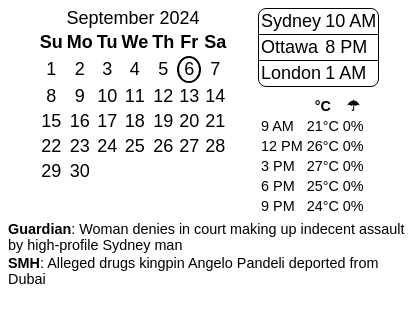 September 2024
Su Mo Tu We Th Fr Sa
1 2 3 4 5 6 7
8 9 10 11 12 13 14
15 16 17 18 19 20 21
22 23 24 25 26 27 28
29 30
Sydney 10 AM
Ottawa 8 PM
London 1 AM
°C ☂
9 AM 21°C 0%
12 PM 26°C 0%
3 PM 27°C 0%
6 PM 25°C 0%
9 PM 24°C 0%
Guardian: Woman denies in court making up indecent assault
by high-profile Sydney man
SMH: Alleged drugs kingpin Angelo Pandeli deported from
Dubai